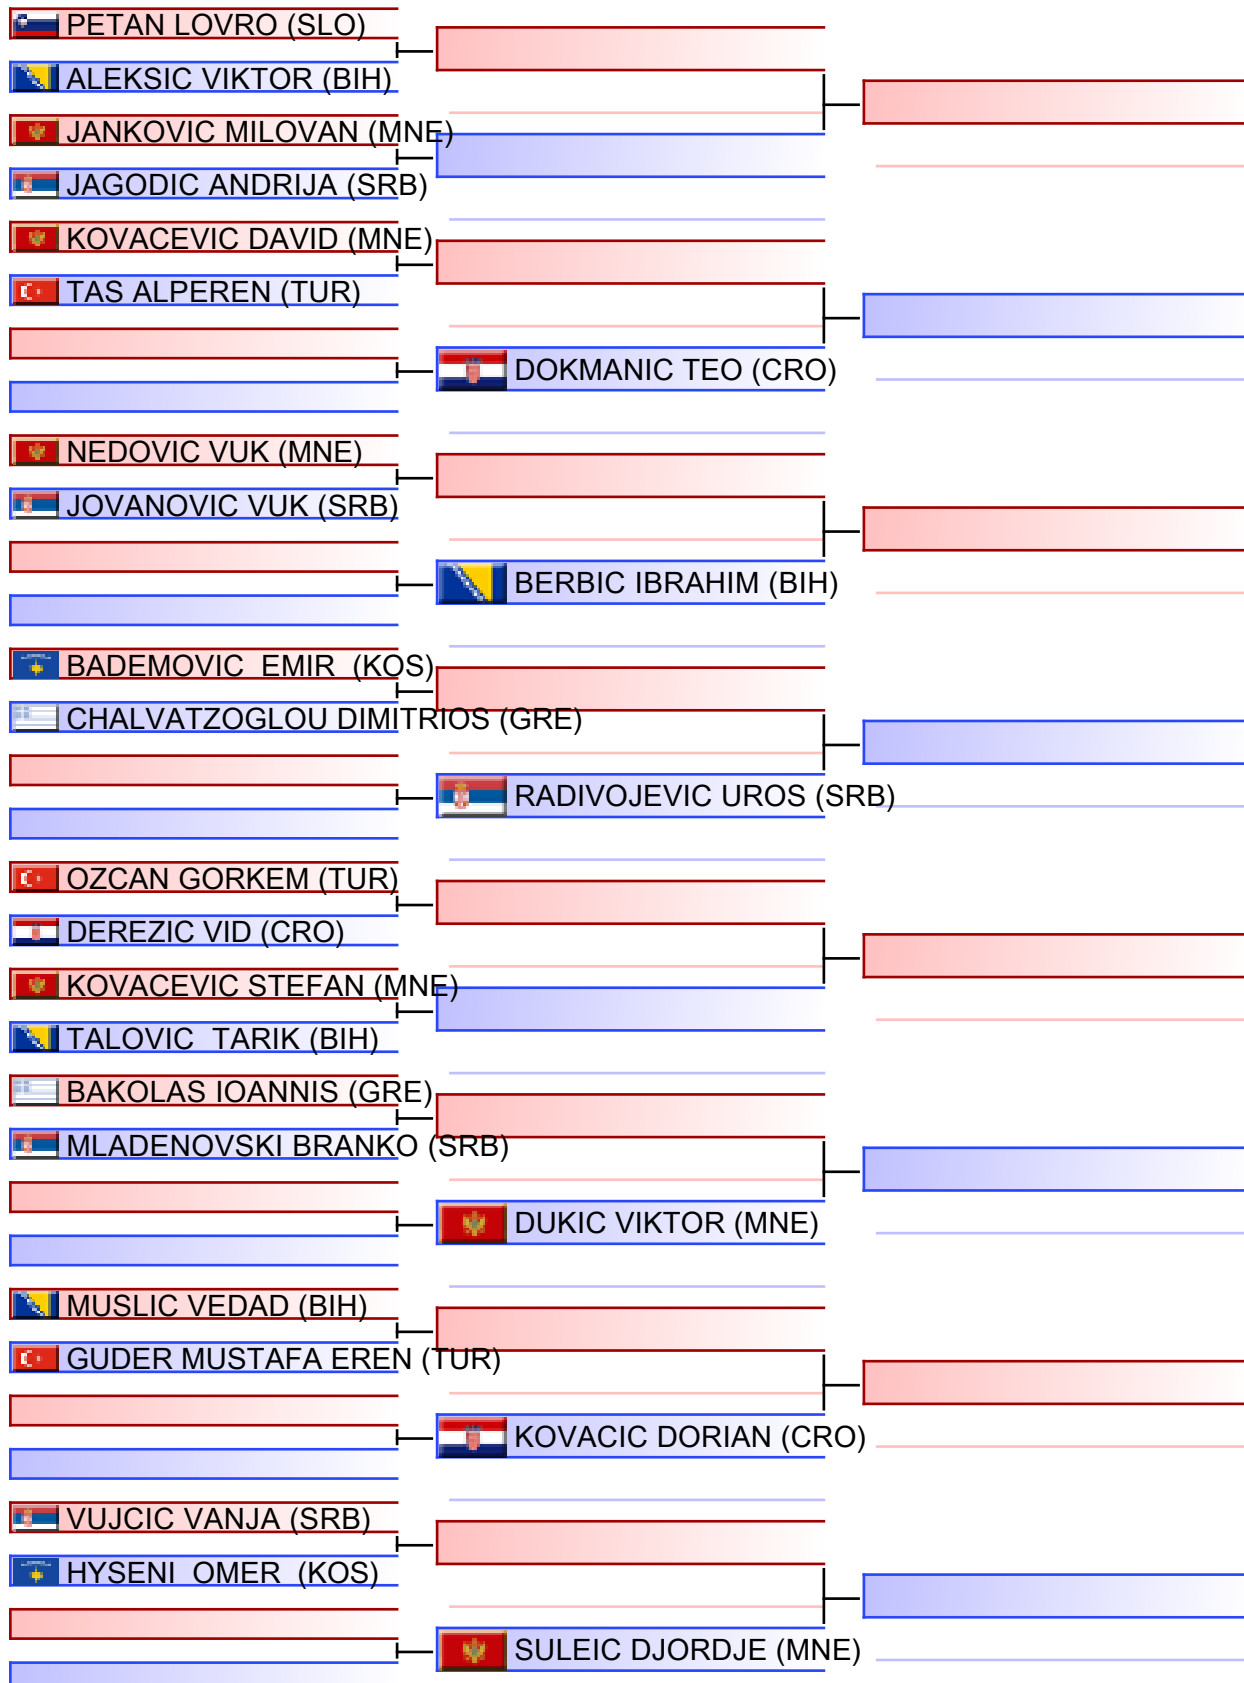 PETAN LOVRO (SLO)
ALEKSIC VIKTOR (BIH)
JANKOVIC MILOVAN (MNE)
JAGODIC ANDRIJA (SRB)
KOVACEVIC DAVID (MNE)
TAS ALPEREN (TUR)
DOKMANIC TEO (CRO)
NEDOVIC VUK (MNE)
JOVANOVIC VUK (SRB)
BERBIC IBRAHIM (BIH)
BADEMOVIC  EMIR  (KOS)
CHALVATZOGLOU DIMITRIOS (GRE)
RADIVOJEVIC UROS (SRB)
OZCAN GORKEM (TUR)
DEREZIC VID (CRO)
KOVACEVIC STEFAN (MNE)
TALOVIC  TARIK (BIH)
BAKOLAS IOANNIS (GRE)
MLADENOVSKI BRANKO (SRB)
DUKIC VIKTOR (MNE)
MUSLIC VEDAD (BIH)
GUDER MUSTAFA EREN (TUR)
KOVACIC DORIAN (CRO)
VUJCIC VANJA (SRB)
HYSENI  OMER  (KOS)
SULEIC DJORDJE (MNE)